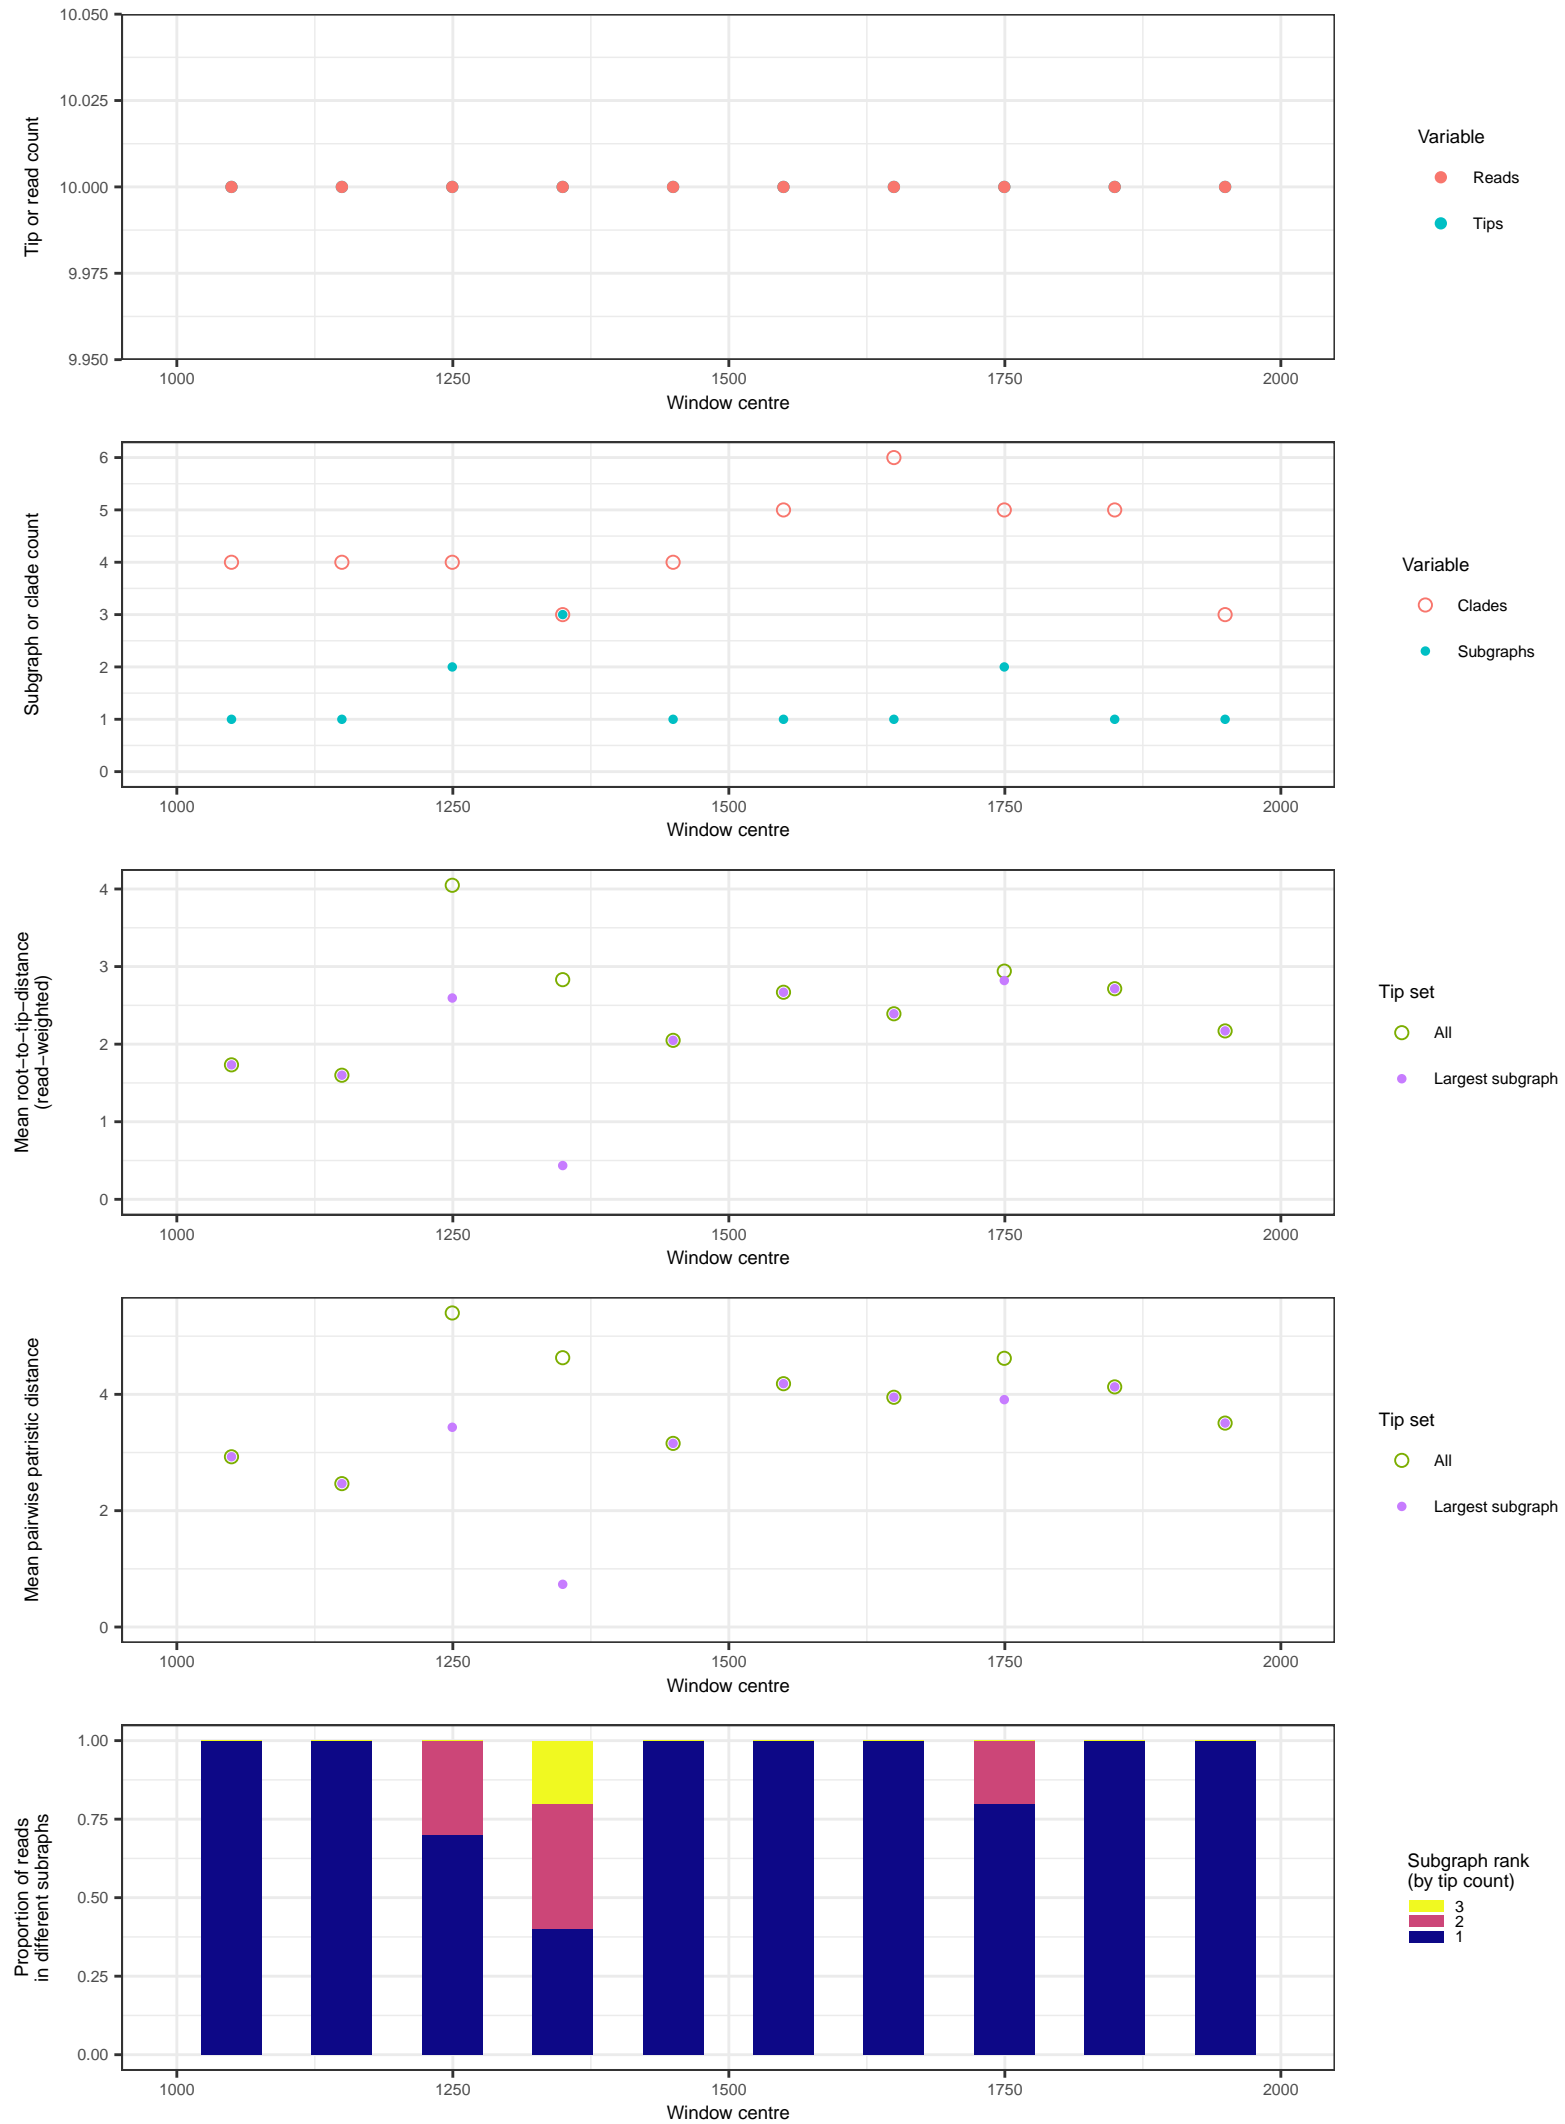 10.050
10.025
10.000
9.975
9.950
Tip or read count
1000 1250 1500 1750 2000
Window centre
Variable
Reads
Tips
6
5
4
3
2
1
0
Subgraph or clade count
1000 1250 1500 1750 2000
Window centre
Variable
Clades
Subgraphs
4
3
2
1
0
Mean root−to−tip−distance
(read−weighted)
1000 1250 1500 1750 2000
Window centre
Tip set
All
Largest subgraph
4
2
0
Mean pairwise patristic distance
1000 1250 1500 1750 2000
Window centre
Tip set
All
Largest subgraph
1.00
0.75
0.50
0.25
0.00
Proportion of reads
in different subraphs
1000 1250 1500 1750 2000
Window centre
Subgraph rank
(by tip count)
3
2
1